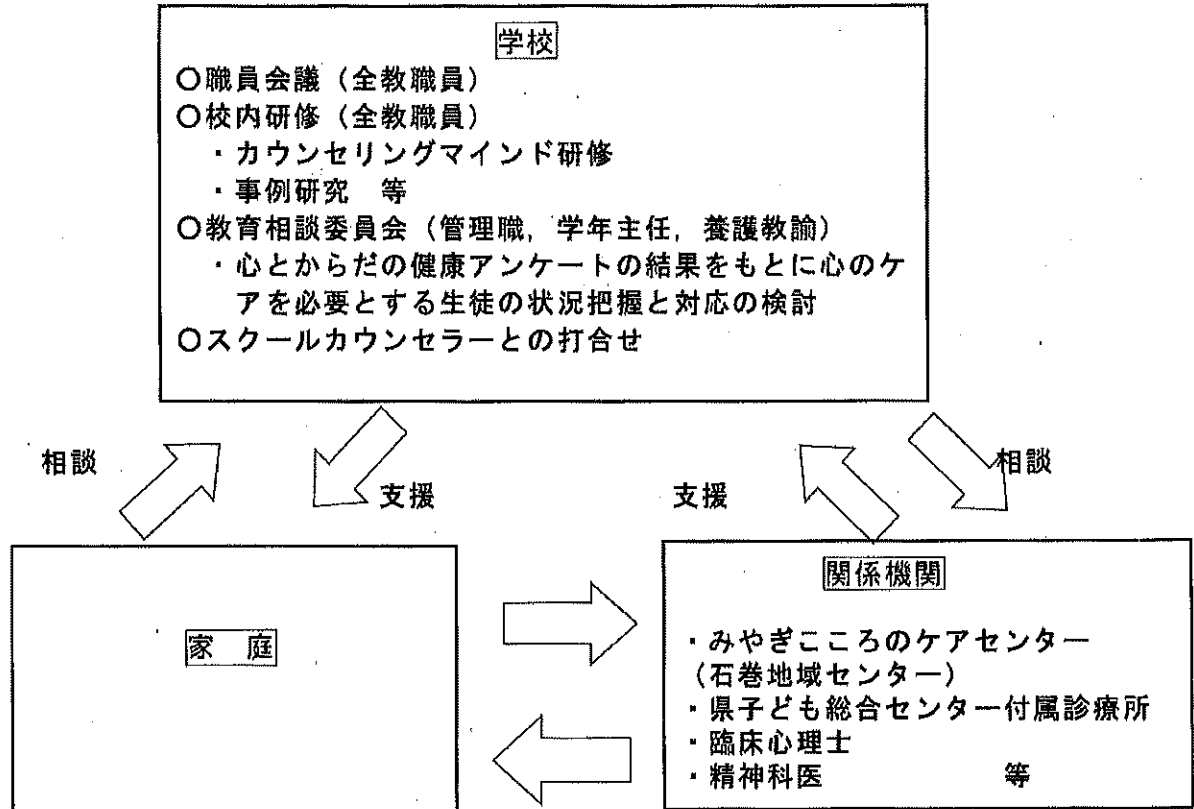 学校
○職員会議（全教職員）
○校内研修（全教職員）
・カウンセリングマインド研修
・事例研究　等
○教育相談委員会（管理職，学年主任，養護教諭）
・心とからだの健康アンケートの結果をもとに心のケ
アを必要とする生徒の状況把握と対応の検討
○スクールカウンセラーとの打合せ
相談
支援
支援
相談
家　庭
関係機関
・みやぎこころのケアセンター
（石巻地域センター）
・県子ども総合センター付属診療所
・臨床心理士
・精神科医　　　　　　等